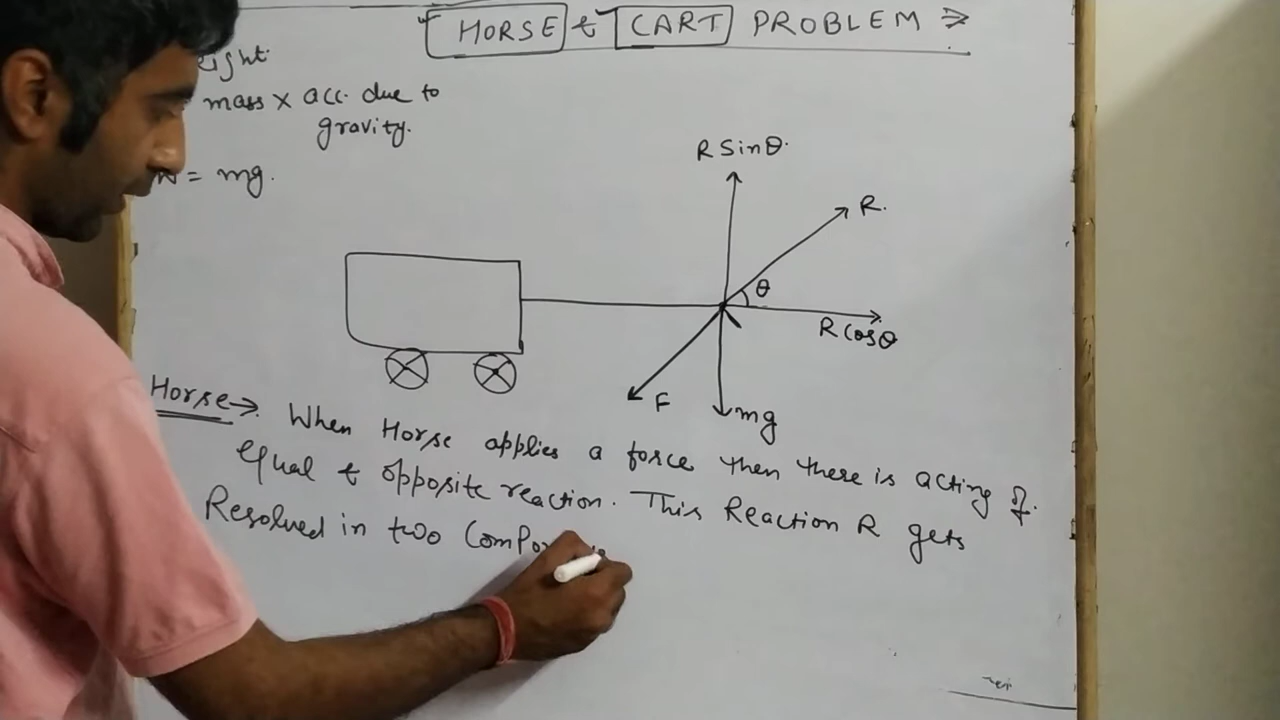 HORSE & CART PROBLEM ⇒
mass × acc. due to
gravity.
= mg.
R Sinθ.
R.
θ
R Cosθ
F
mg
Horse→. When Horse applies a force then there is acting of
Equal & opposite reaction. This Reaction R gets
Resolved in two